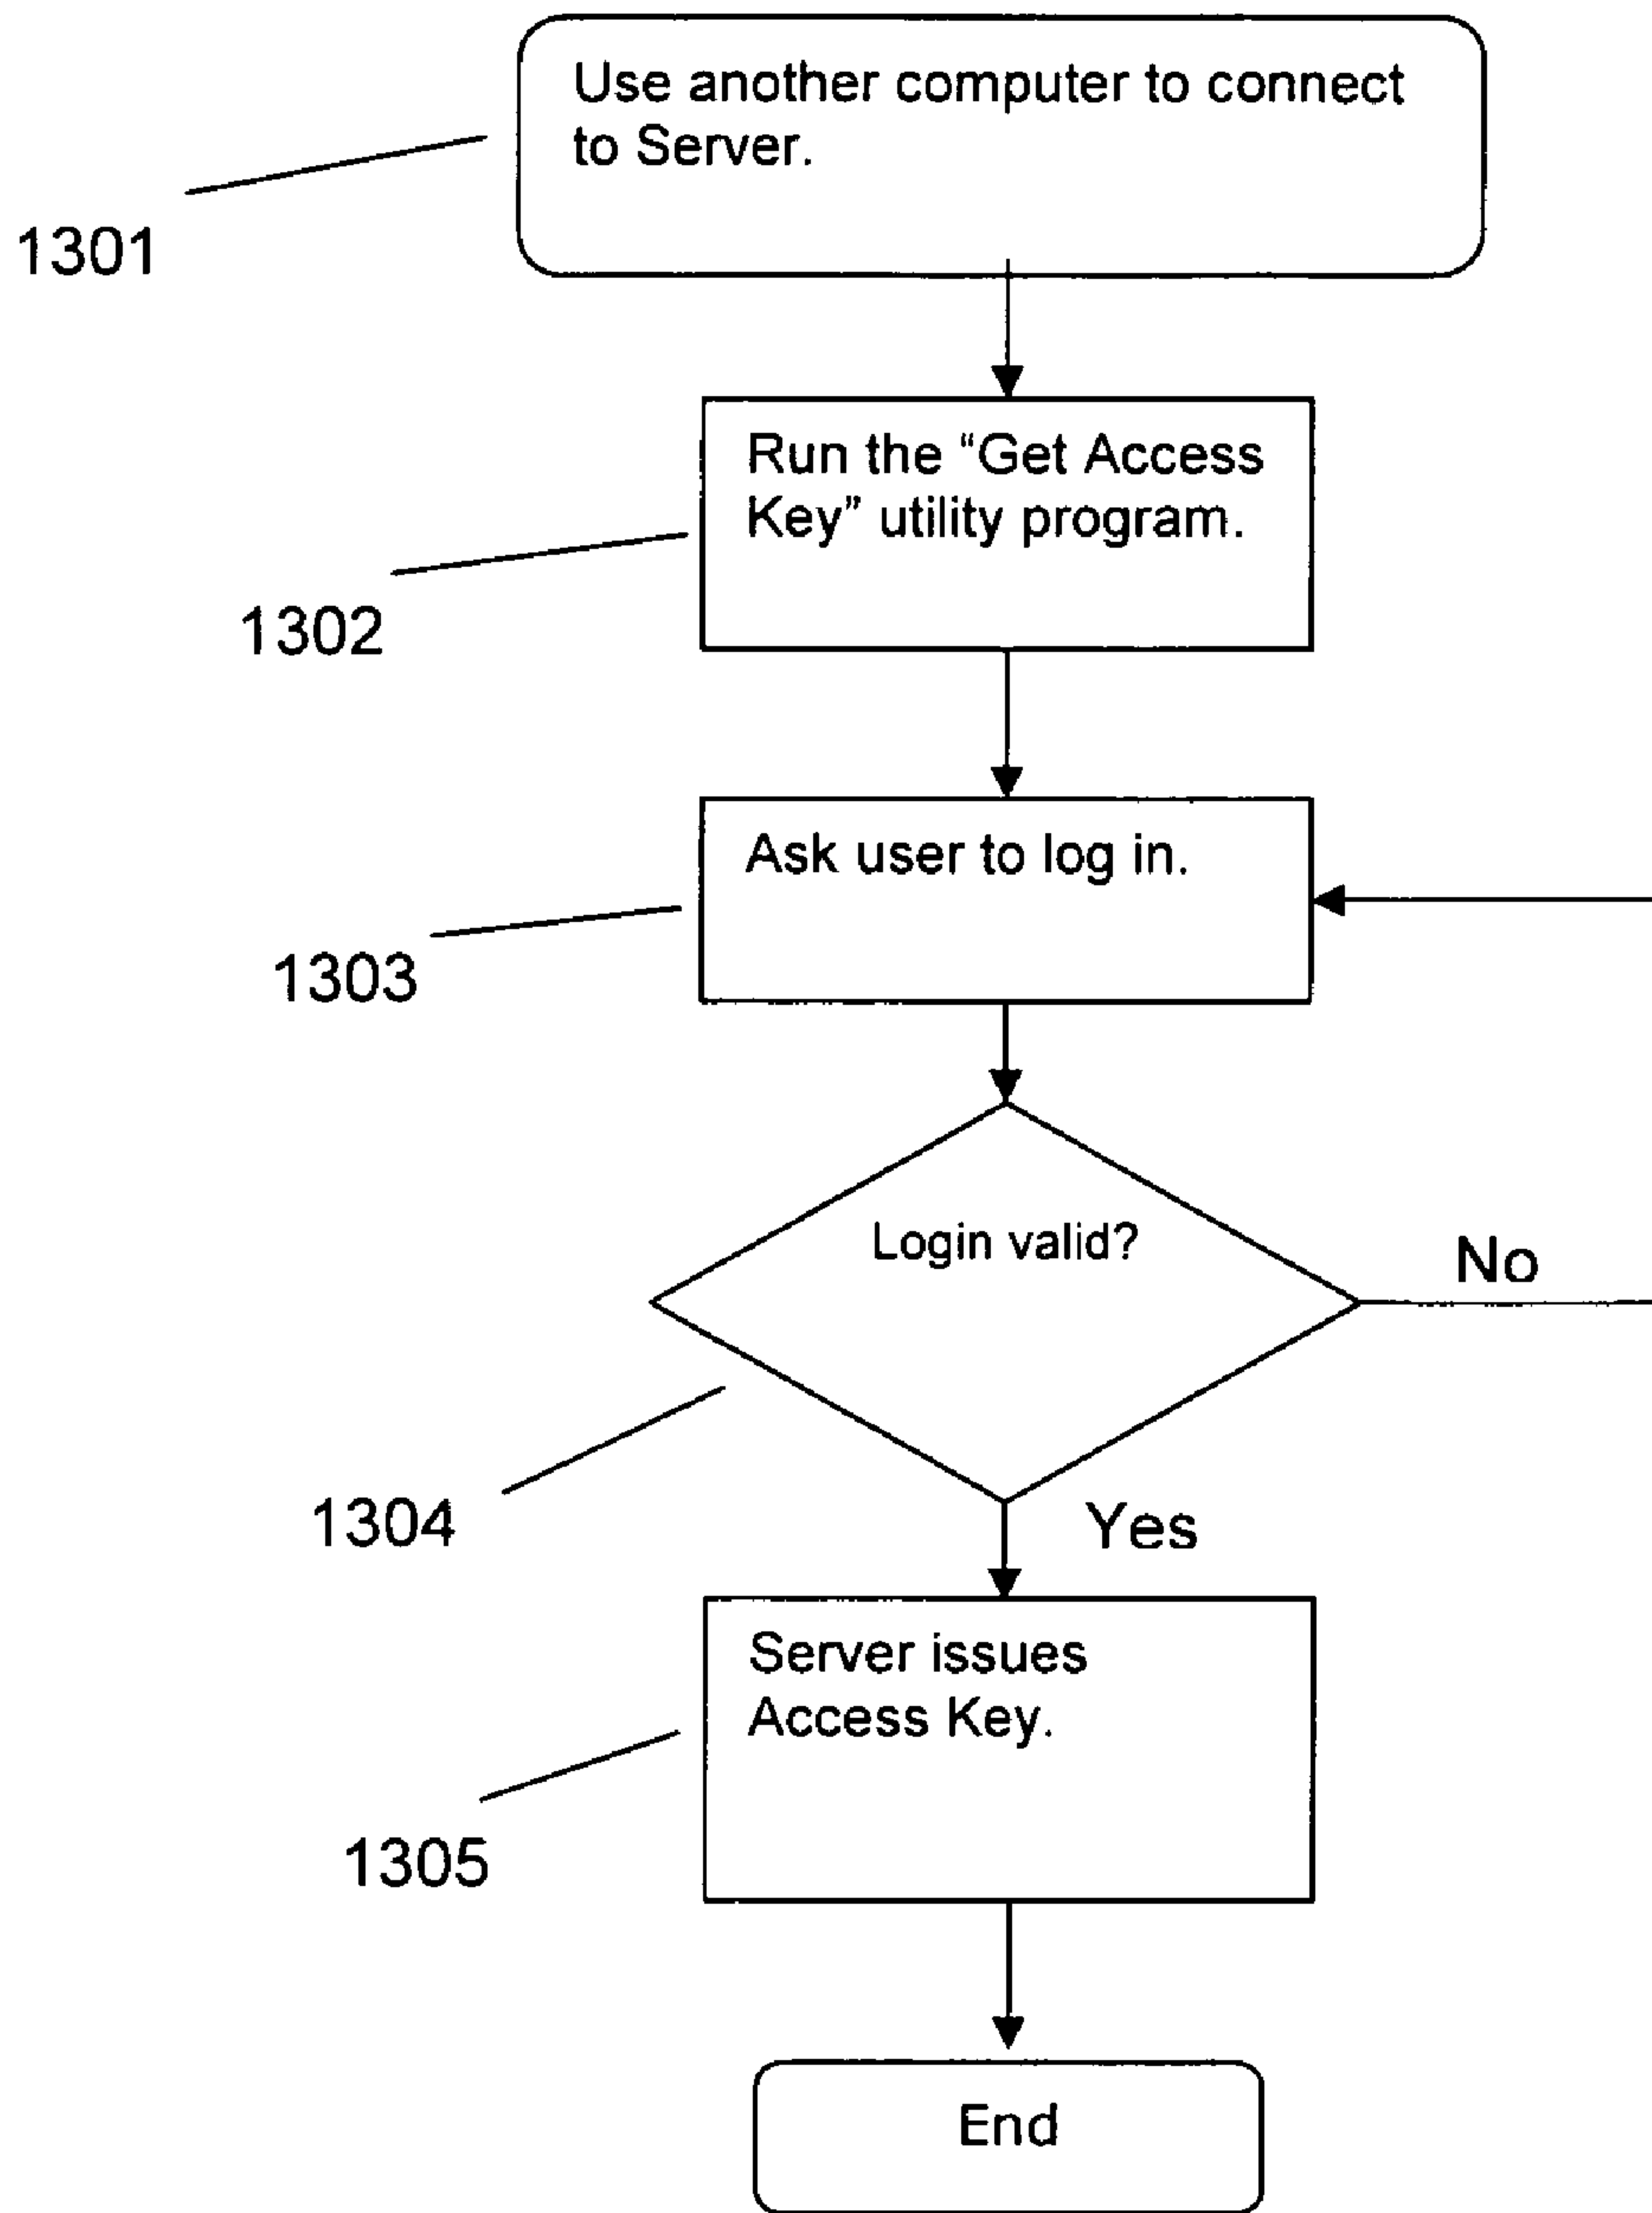 Use another computer to connect
to Server.
1301
Run the “Get Access
Key” utility program.
1302
Ask user to log in.
1303
Login valid?
No
1304
Yes
Server issues
Access Key.
1305
End